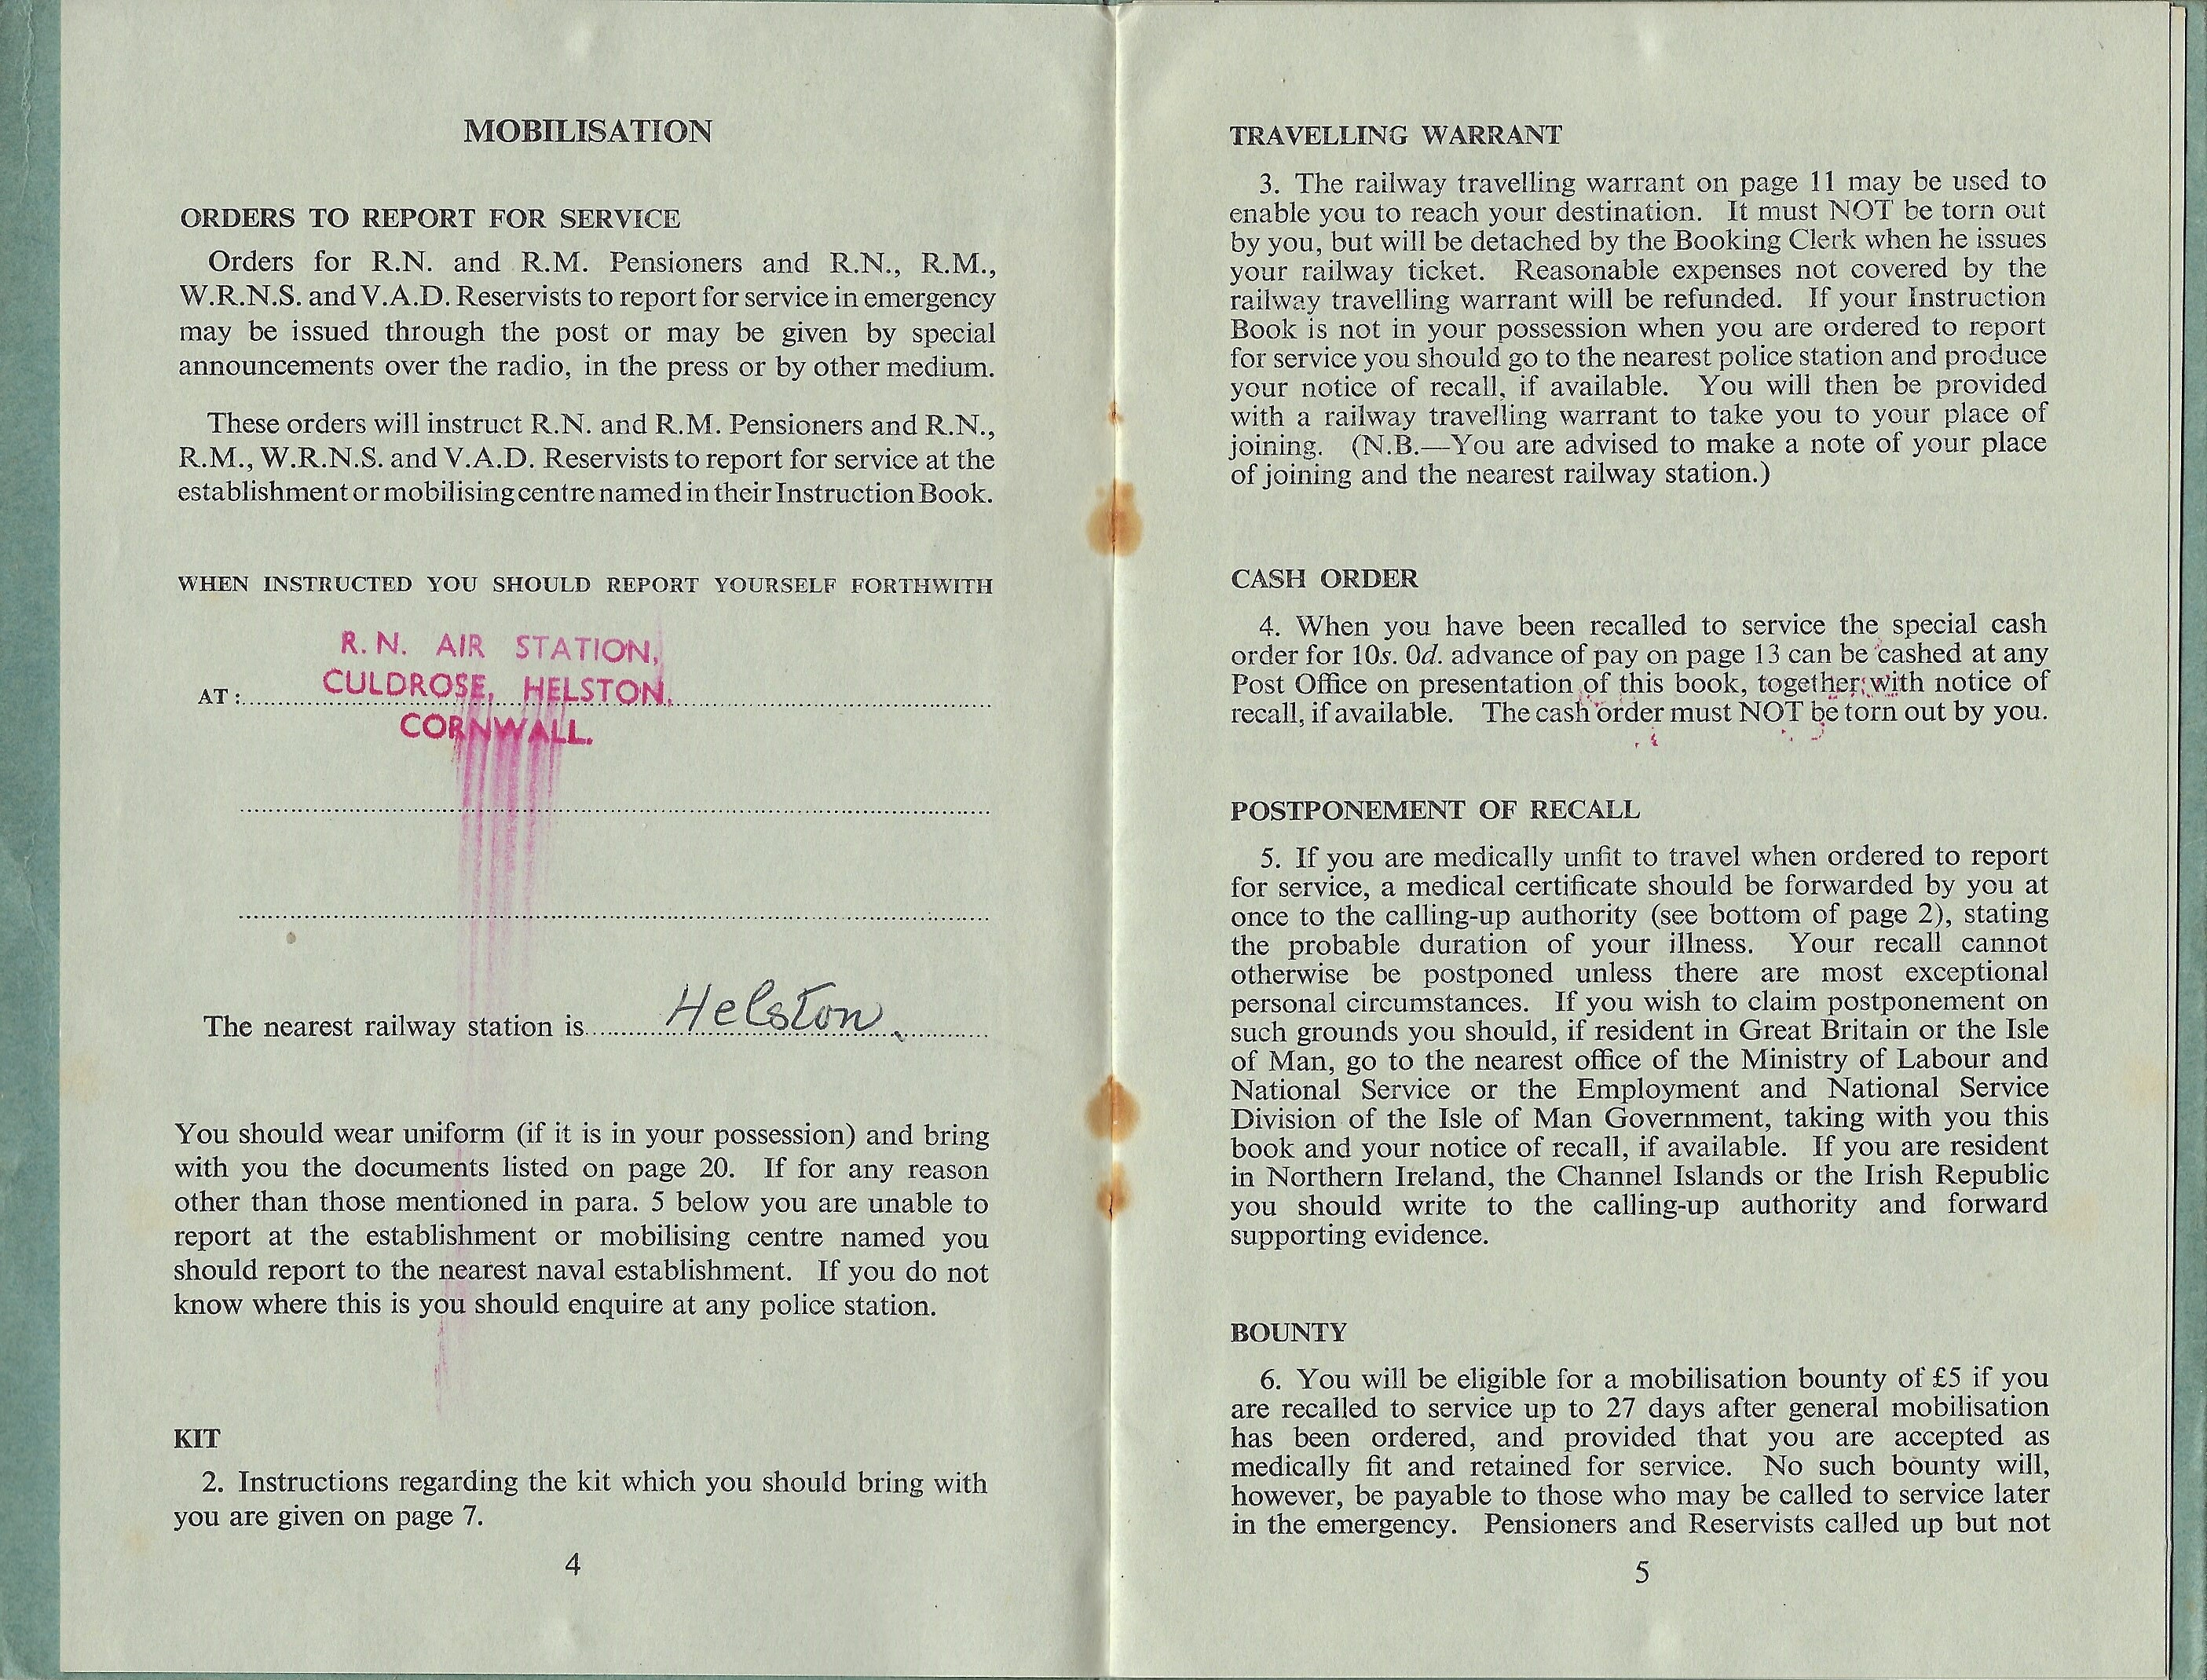 MOBILISATION
ORDERS TO REPORT FOR SERVICE
Orders for R.N. and R.M. Pensioners and R.N., R.M.,
W.R.N.S. and V.A.D. Reservists to report for service in emergency
may be issued through the post or may be given by special
announcements over the radio, in the press or by other medium.
These orders will instruct R.N. and R.M. Pensioners and R.N.,
R.M., W.R.N.S. and V.A.D. Reservists to report for service at the
establishment or mobilising centre named in their Instruction Book.
WHEN INSTRUCTED YOU SHOULD REPORT YOURSELF FORTHWITH
R. N. AIR STATION,
AT: CULDROSE, HELSTON.
CORNWALL.
The nearest railway station is Helston.
You should wear uniform (if it is in your possession) and bring
with you the documents listed on page 20. If for any reason
other than those mentioned in para. 5 below you are unable to
report at the establishment or mobilising centre named you
should report to the nearest naval establishment. If you do not
know where this is you should enquire at any police station.
KIT
2. Instructions regarding the kit which you should bring with
you are given on page 7.
4
TRAVELLING WARRANT
3. The railway travelling warrant on page 11 may be used to
enable you to reach your destination. It must NOT be torn out
by you, but will be detached by the Booking Clerk when he issues
your railway ticket. Reasonable expenses not covered by the
railway travelling warrant will be refunded. If your Instruction
Book is not in your possession when you are ordered to report
for service you should go to the nearest police station and produce
your notice of recall, if available. You will then be provided
with a railway travelling warrant to take you to your place of
joining. (N.B.—You are advised to make a note of your place
of joining and the nearest railway station.)
CASH ORDER
4. When you have been recalled to service the special cash
order for 10s. 0d. advance of pay on page 13 can be cashed at any
Post Office on presentation of this book, together with notice of
recall, if available. The cash order must NOT be torn out by you.
POSTPONEMENT OF RECALL
5. If you are medically unfit to travel when ordered to report
for service, a medical certificate should be forwarded by you at
once to the calling-up authority (see bottom of page 2), stating
the probable duration of your illness. Your recall cannot
otherwise be postponed unless there are most exceptional
personal circumstances. If you wish to claim postponement on
such grounds you should, if resident in Great Britain or the Isle
of Man, go to the nearest office of the Ministry of Labour and
National Service or the Employment and National Service
Division of the Isle of Man Government, taking with you this
book and your notice of recall, if available. If you are resident
in Northern Ireland, the Channel Islands or the Irish Republic
you should write to the calling-up authority and forward
supporting evidence.
BOUNTY
6. You will be eligible for a mobilisation bounty of £5 if you
are recalled to service up to 27 days after general mobilisation
has been ordered, and provided that you are accepted as
medically fit and retained for service. No such bounty will,
however, be payable to those who may be called to service later
in the emergency. Pensioners and Reservists called up but not
5